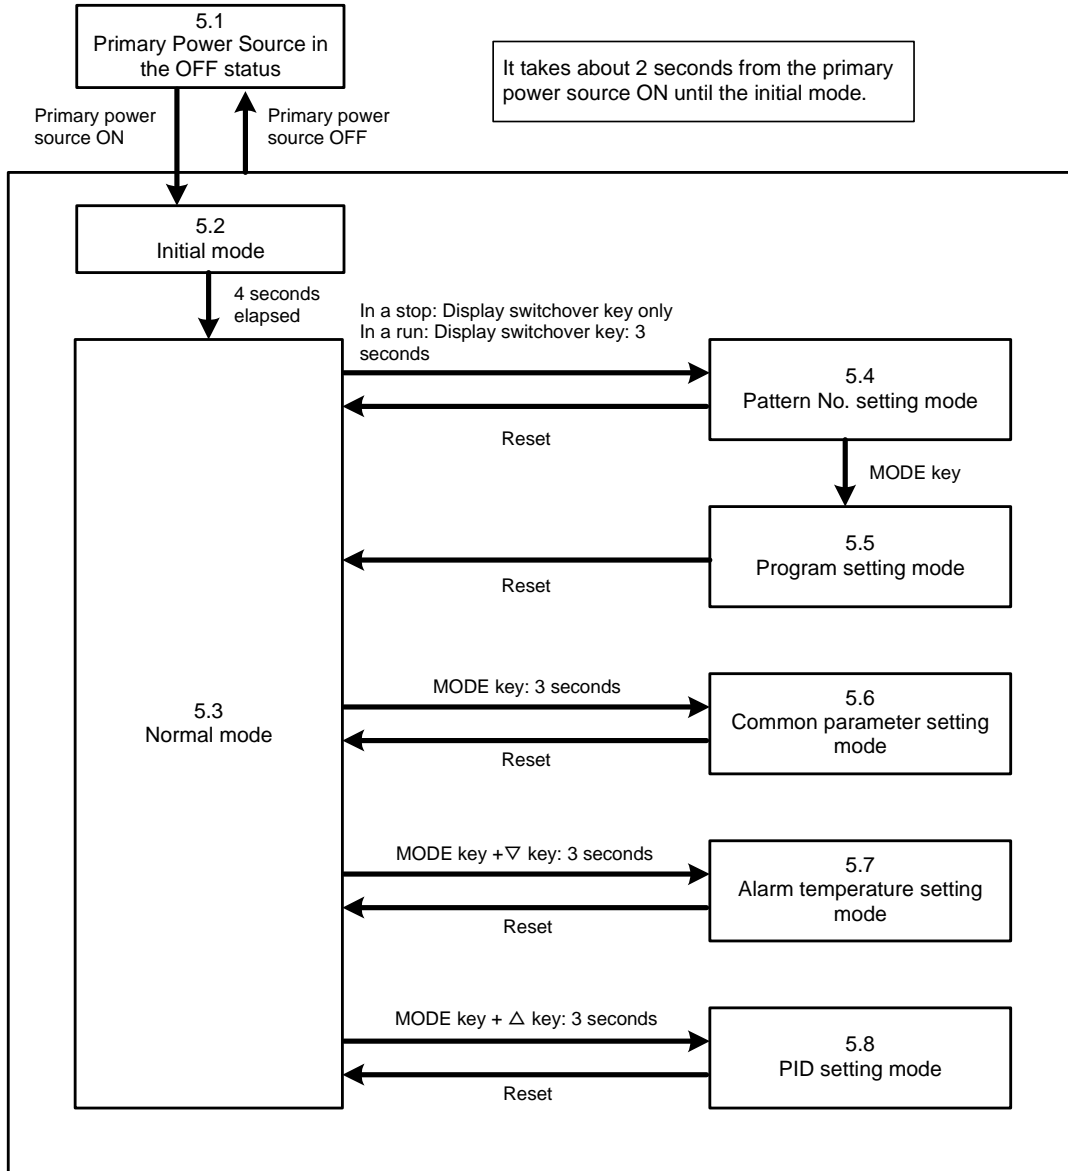 5.1
Primary Power Source in
the OFF status
It takes about 2 seconds from the primary
power source ON until the initial mode.
Primary power
source ON
Primary power
source OFF
5.2
Initial mode
4 seconds
elapsed
In a stop: Display switchover key only
In a run: Display switchover key: 3
seconds
5.4
Pattern No. setting mode
Reset
MODE key
5.5
Program setting mode
Reset
5.3
Normal mode
MODE key: 3 seconds
5.6
Common parameter setting
mode
Reset
MODE key +▽ key: 3 seconds
5.7
Alarm temperature setting
mode
Reset
MODE key + △ key: 3 seconds
5.8
PID setting mode
Reset